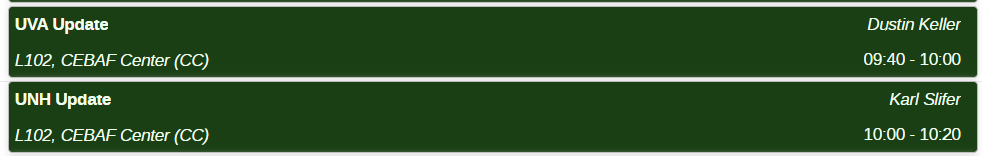 UVA Update Dustin Keller
L102, CEBAF Center (CC) 09:40 - 10:00
UNH Update Karl Slifer
L102, CEBAF Center (CC) 10:00 - 10:20